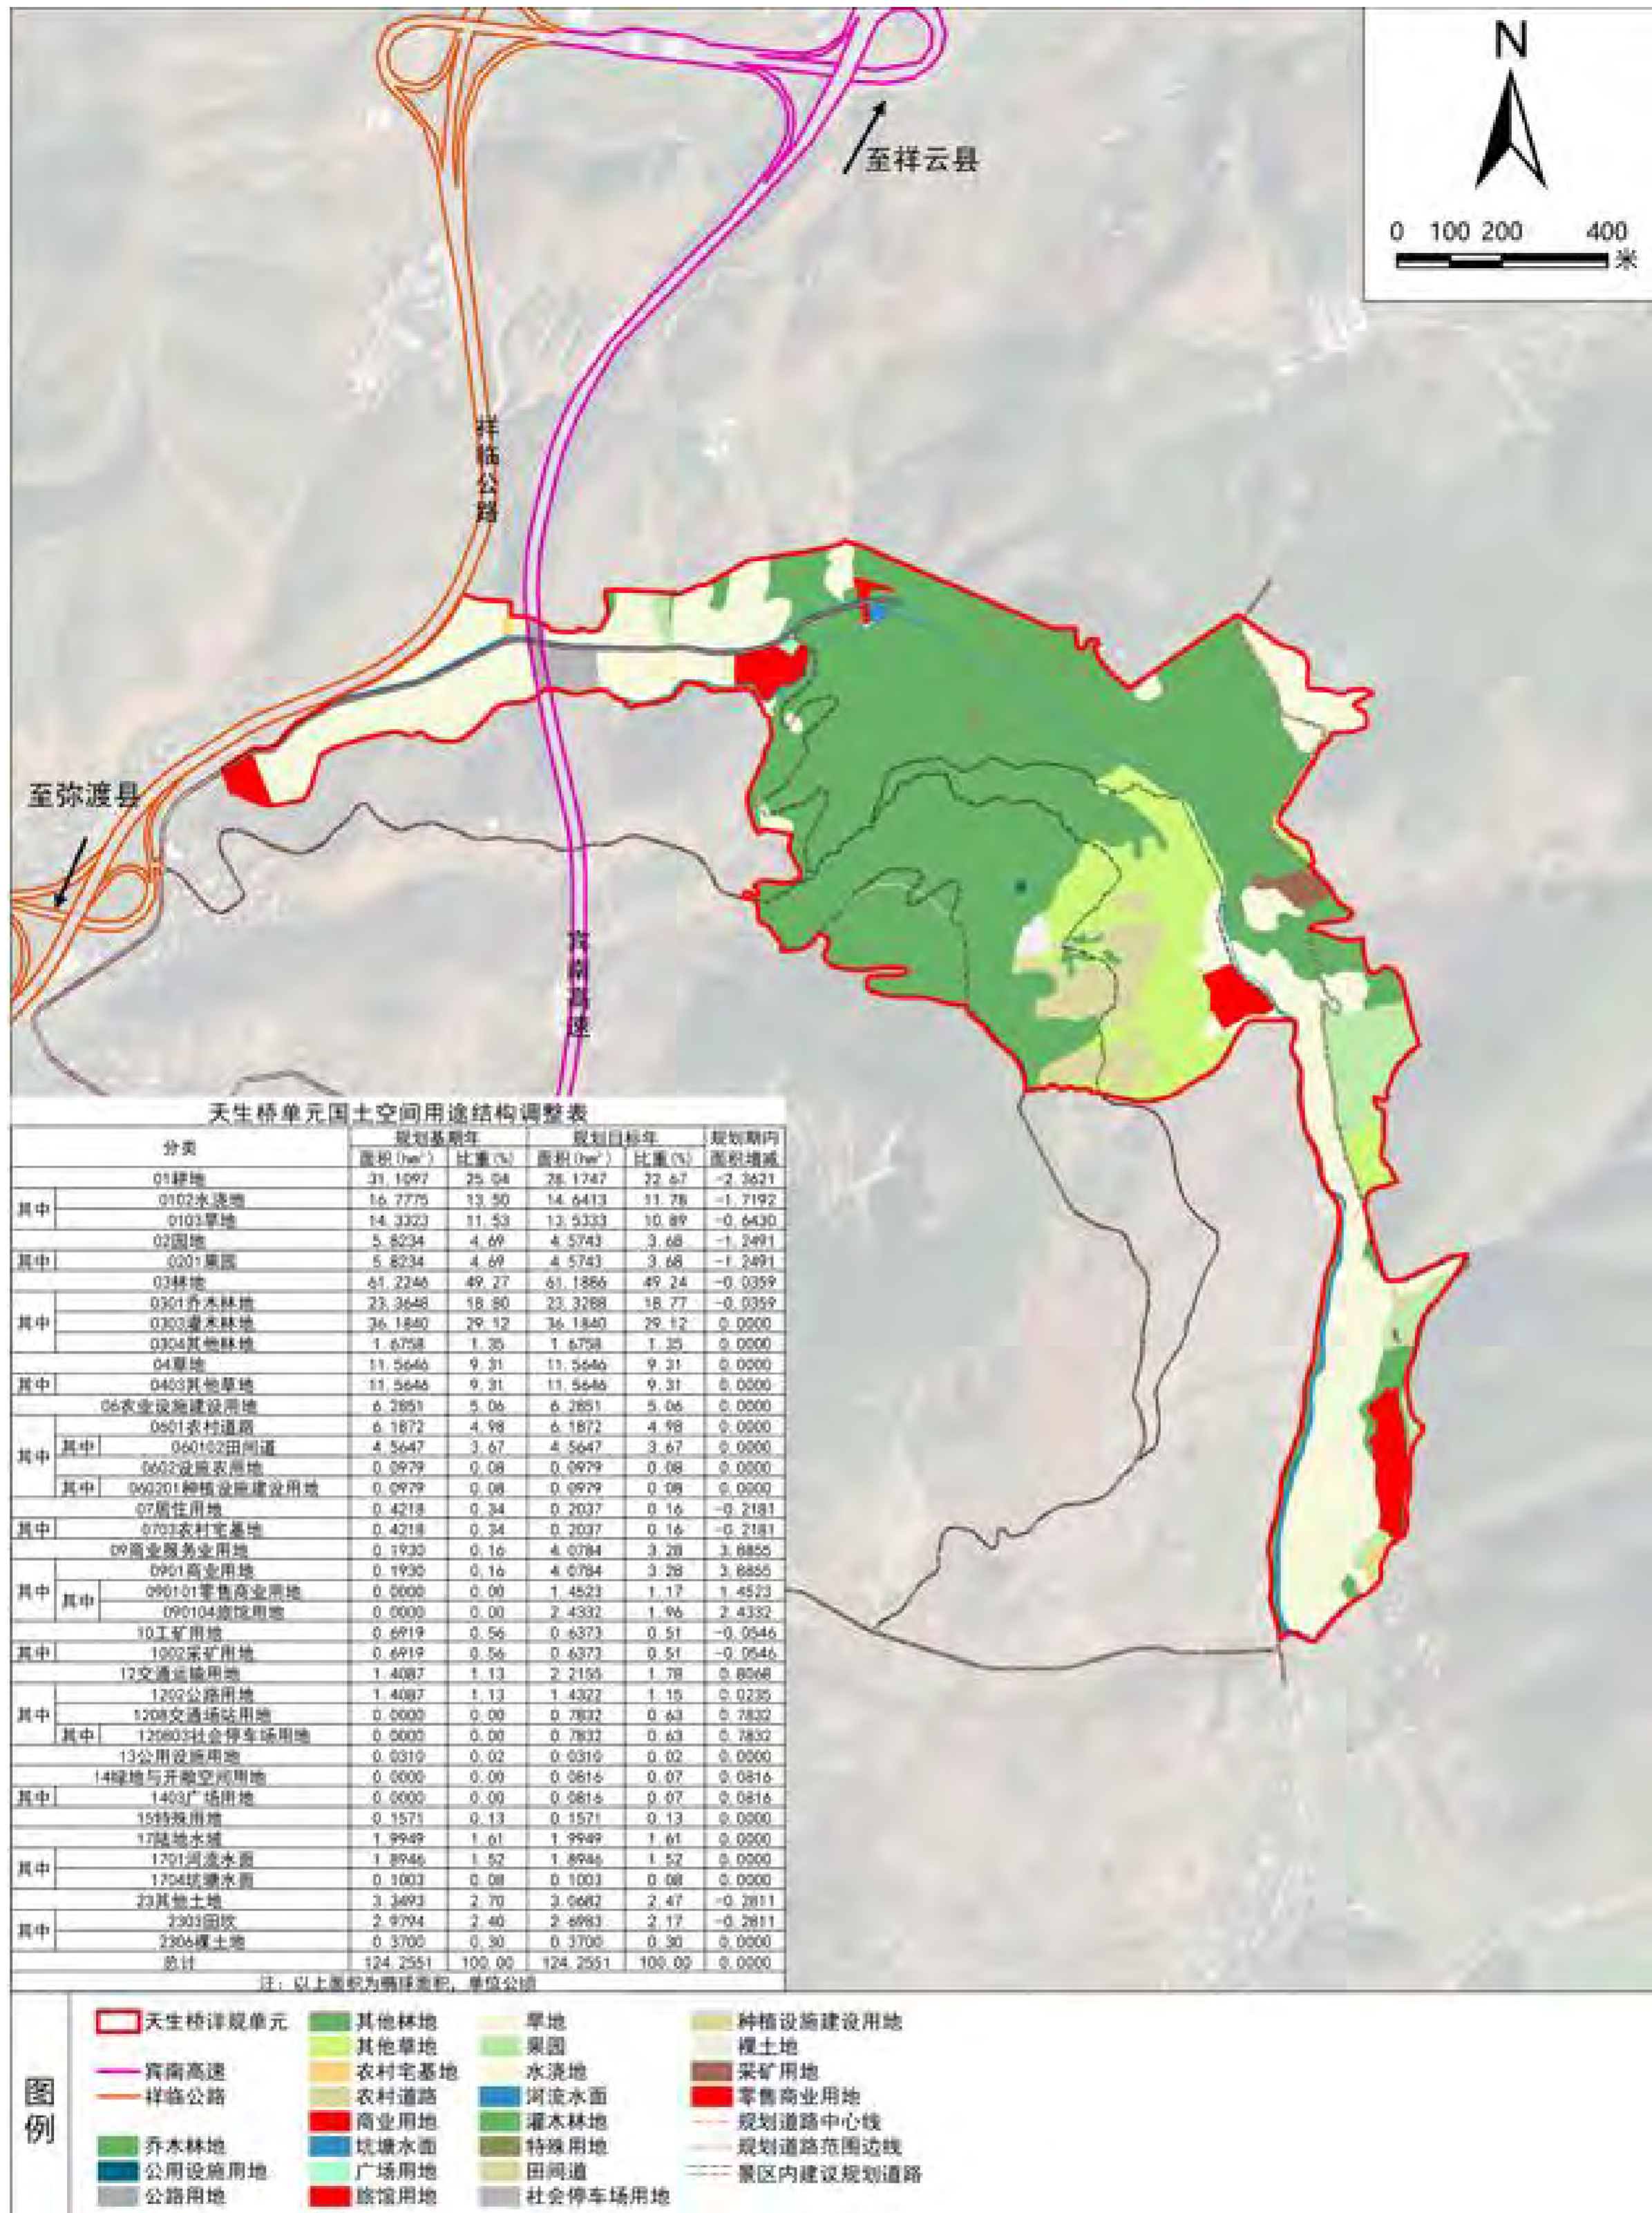 N
0 100 200 400
米
至祥云县
祥临公路
至弥渡县
宾南高速
天生桥单元国土空间用途结构调整表
分类 规划基期年 规划目标年 规划期内面积增减
面积(hm²) 比重(%) 面积(hm²) 比重(%)
01耕地 31.1097 25.04 28.1747 22.67 -2.3621
其中 0102水浇地 16.7775 13.50 14.6413 11.78 -1.7192
0103旱地 14.3323 11.53 13.5333 10.89 -0.6430
02园地 5.8234 4.69 4.5743 3.68 -1.2491
其中 0201果园 5.8234 4.69 4.5743 3.68 -1.2491
03林地 61.2246 49.27 61.1886 49.24 -0.0359
其中 0301乔木林地 23.3648 18.80 23.3288 18.77 -0.0359
0303灌木林地 36.1840 29.12 36.1840 29.12 0.0000
0304其他林地 1.6758 1.35 1.6758 1.35 0.0000
04草地 11.5646 9.31 11.5646 9.31 0.0000
其中 0403其他草地 11.5646 9.31 11.5646 9.31 0.0000
06农业设施建设用地 6.2851 5.06 6.2851 5.06 0.0000
其中 0601农村道路 6.1872 4.98 6.1872 4.98 0.0000
其中 060102田间道 4.5647 3.67 4.5647 3.67 0.0000
0602设施农用地 0.0979 0.08 0.0979 0.08 0.0000
其中 060201种植设施建设用地 0.0979 0.08 0.0979 0.08 0.0000
07居住用地 0.4218 0.34 0.2037 0.16 -0.2181
其中 0703农村宅基地 0.4218 0.34 0.2037 0.16 -0.2181
09商业服务业用地 0.1930 0.16 4.0784 3.28 3.8855
其中 0901商业用地 0.1930 0.16 4.0784 3.28 3.8855
其中 090101零售商业用地 0.0000 0.00 1.4523 1.17 1.4523
090104旅馆用地 0.0000 0.00 2.4332 1.96 2.4332
10工矿用地 0.6919 0.56 0.6373 0.51 -0.0546
其中 1002采矿用地 0.6919 0.56 0.6373 0.51 -0.0546
12交通运输用地 1.4087 1.13 2.2155 1.78 0.8068
其中 1202公路用地 1.4087 1.13 1.4322 1.15 0.0235
1208交通场站用地 0.0000 0.00 0.7832 0.63 0.7832
其中 120803社会停车场用地 0.0000 0.00 0.7832 0.63 0.7832
13公用设施用地 0.0310 0.02 0.0310 0.02 0.0000
14绿地与开敞空间用地 0.0000 0.00 0.0816 0.07 0.0816
其中 1403广场用地 0.0000 0.00 0.0816 0.07 0.0816
15特殊用地 0.1571 0.13 0.1571 0.13 0.0000
17陆地水域 1.9949 1.61 1.9949 1.61 0.0000
其中 1701河流水面 1.8946 1.52 1.8946 1.52 0.0000
1704坑塘水面 0.1003 0.08 0.1003 0.08 0.0000
23其他土地 3.3493 2.70 3.0682 2.47 -0.2811
其中 2303田坎 2.9794 2.40 2.6983 2.17 -0.2811
2306裸土地 0.3700 0.30 0.3700 0.30 0.0000
总计 124.2551 100.00 124.2551 100.00 0.0000
注：以上面积为椭球面积，单位公顷
图例
天生桥详规单元
宾南高速
祥临公路
乔木林地
公用设施用地
公路用地
其他林地
其他草地
农村宅基地
农村道路
商业用地
坑塘水面
广场用地
旅馆用地
旱地
果园
水浇地
河流水面
灌木林地
特殊用地
田间道
社会停车场用地
种植设施建设用地
裸土地
采矿用地
零售商业用地
规划道路中心线
规划道路范围边线
景区内建议规划道路